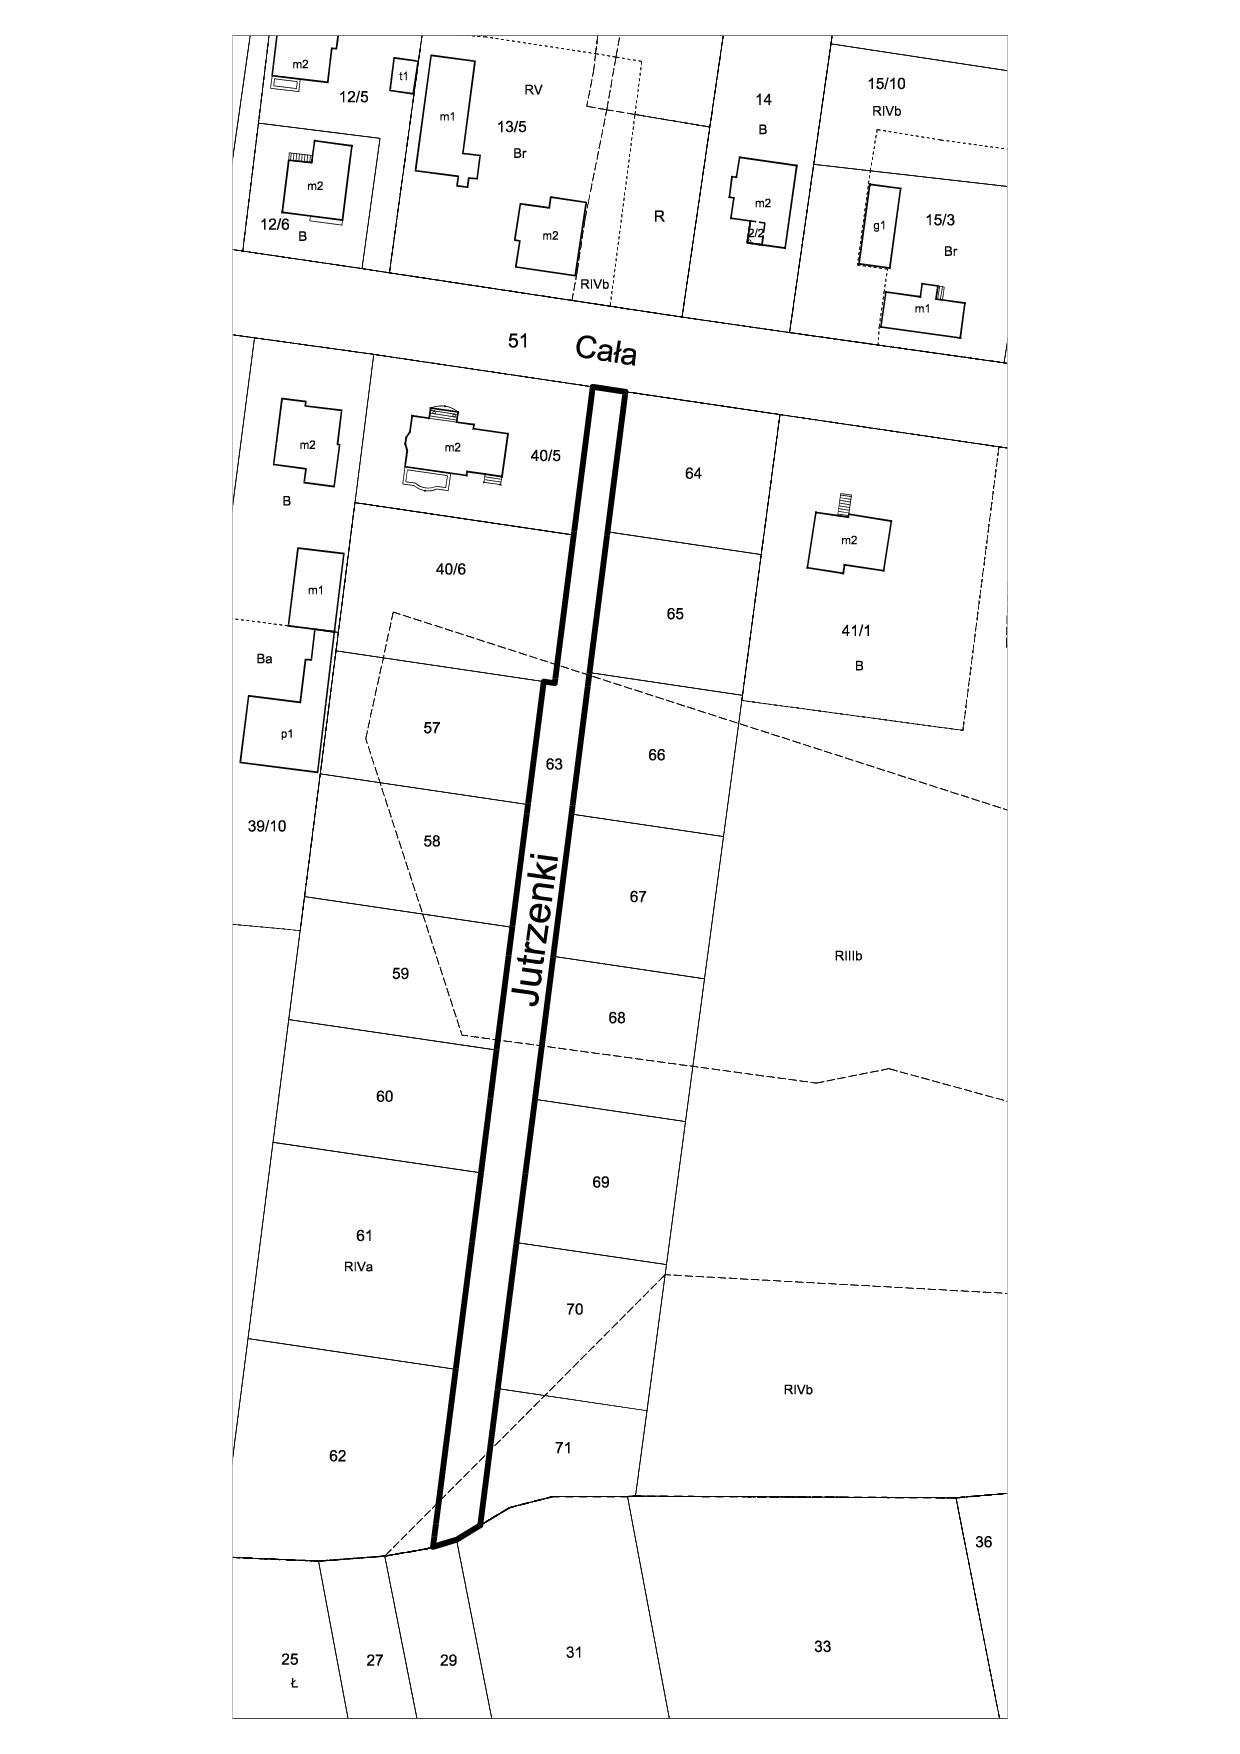 m2
t1
12/5
m1
RV
13/5
Br
14
B
15/10
RIVb
m2
12/6
B
m2
RIVb
R
m2
2/2
g1
15/3
Br
m1
51
Cała
m2
B
m2
40/5
64
m2
m1
40/6
65
41/1
B
Ba
p1
57
63
66
39/10
58
67
Jutrzenki
59
68
RIIIb
60
69
61
RIVa
70
RIVb
62
71
36
25
Ł
27
29
31
33